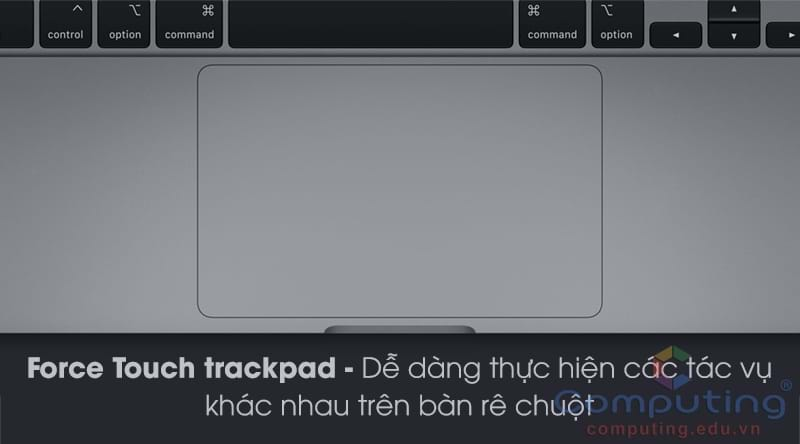 ^ ⌥ ⌘ ⌘ ⌥
control option command command option
Force Touch trackpad - Dễ dàng thực hiện các tác vụ
khác nhau trên bàn rê chuột
Computing®
computing.edu.vn